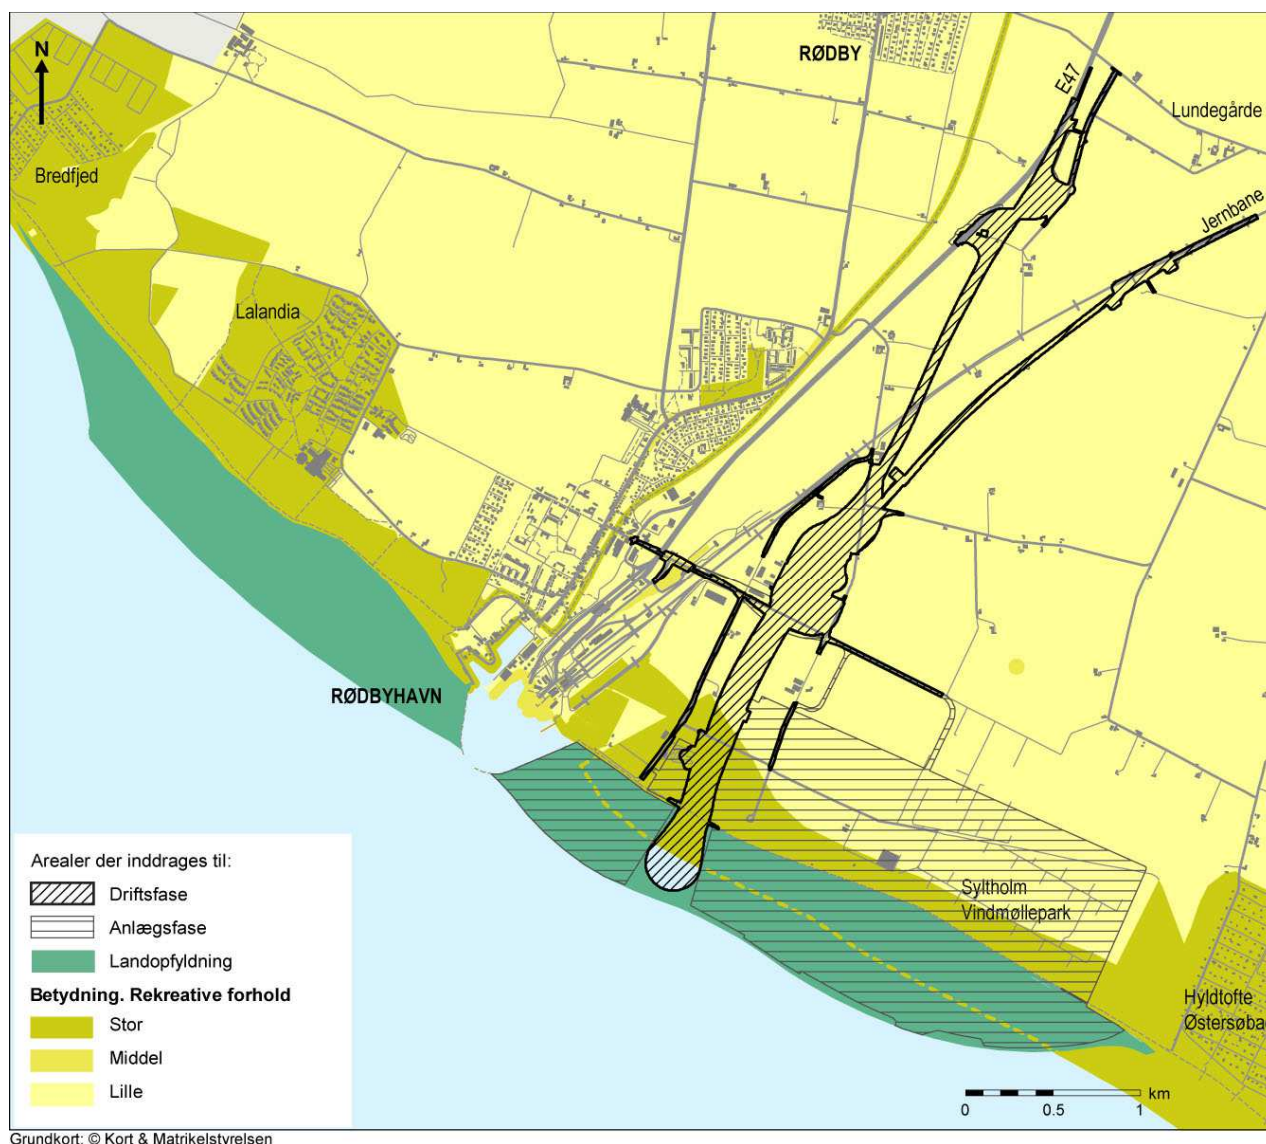 N
RØDBY
E47
Lundegårde
Bredfjed
Jernbane
Lalandia
RØDBYHAVN
Syltholm
Vindmøllepark
Hyldtofte
Østersøba
Arealer der inddrages til:
Driftsfase
Anlægsfase
Landopfyldning
Betydning. Rekreative forhold
Stor
Middel
Lille
km
0 0.5 1
Grundkort: © Kort & Matrikelstyrelsen